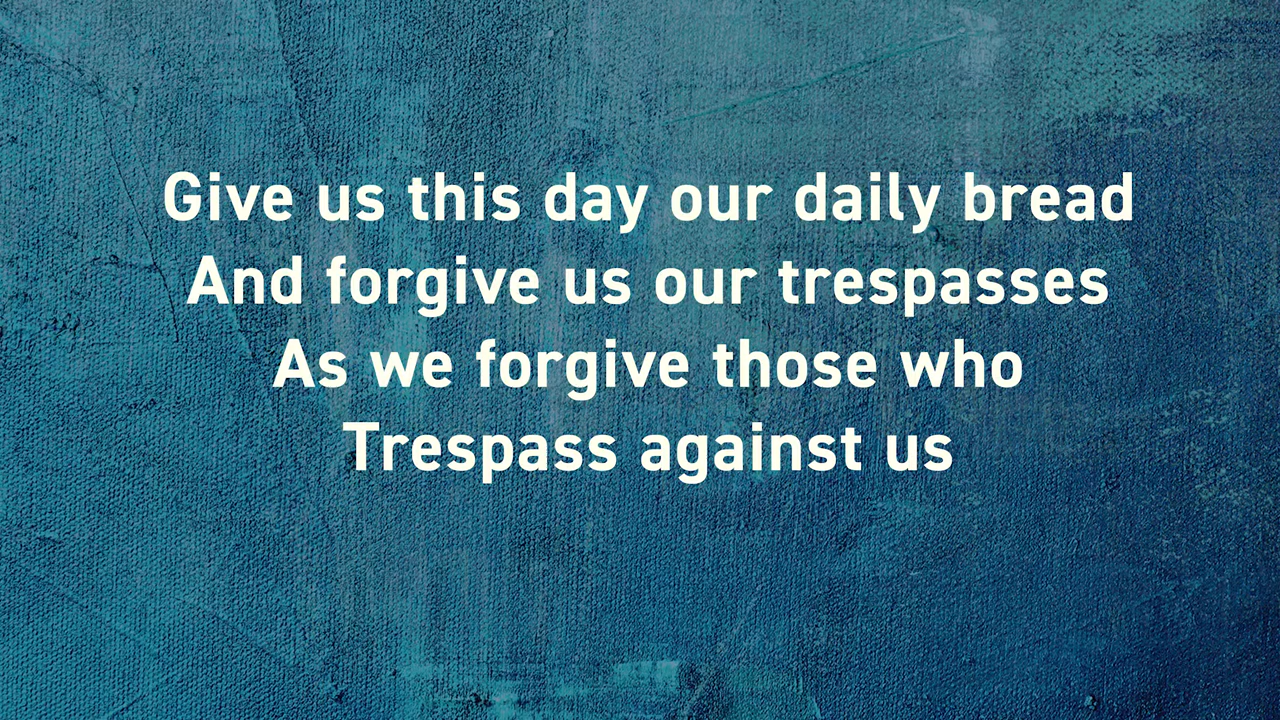 Give us this day our daily bread
And forgive us our trespasses
As we forgive those who
Trespass against us